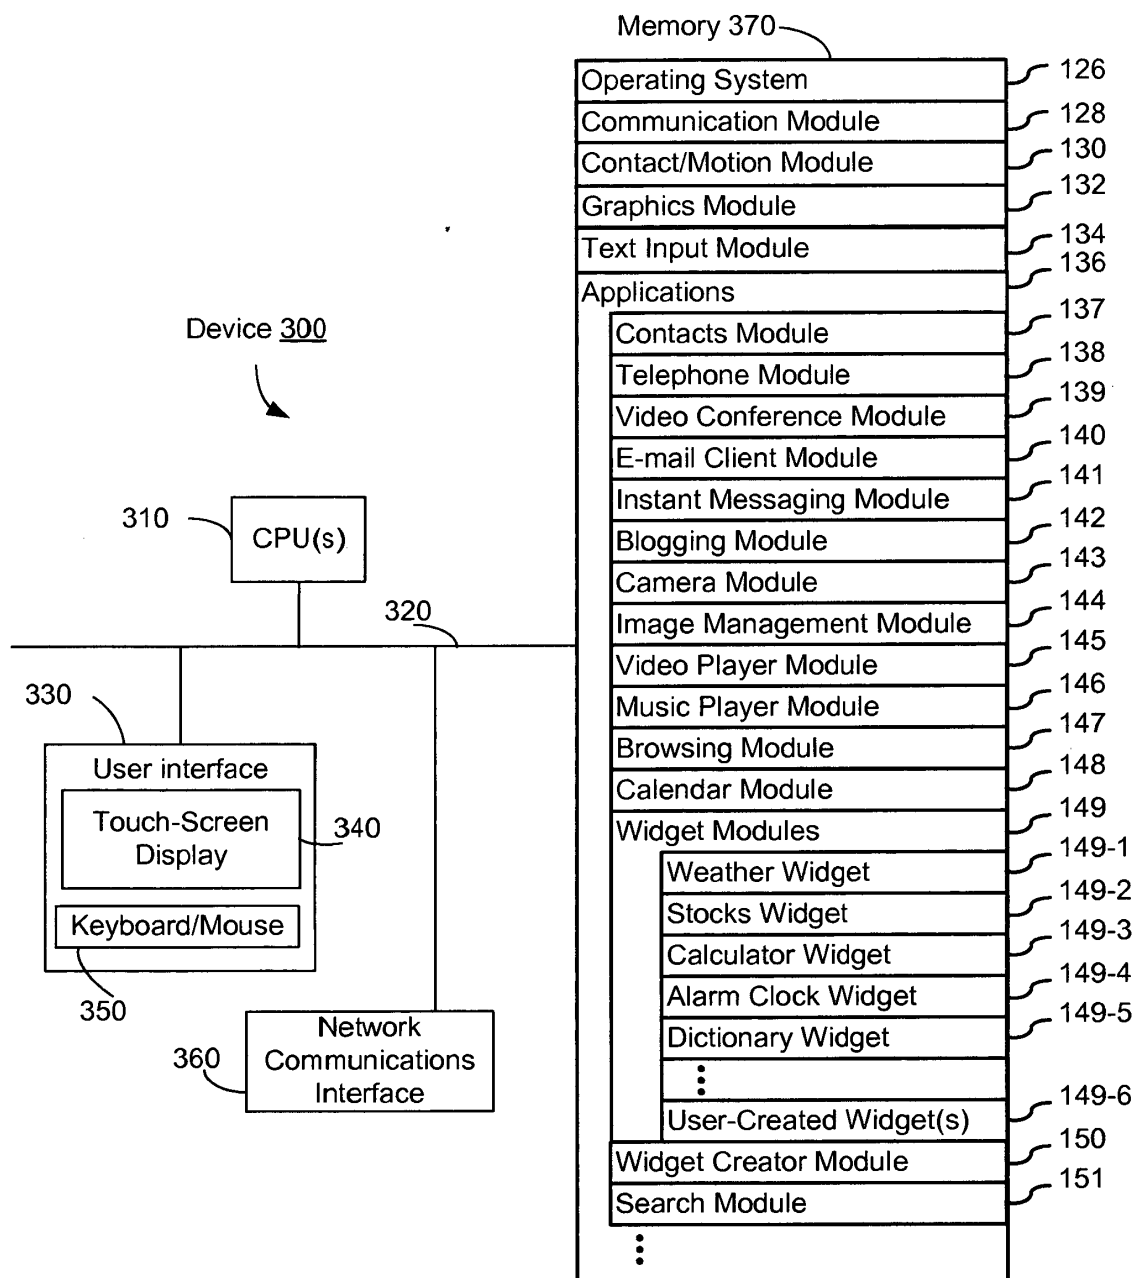 Memory 370
Operating System 126
Communication Module 128
Contact/Motion Module 130
Graphics Module 132
Text Input Module 134
Applications 136
Contacts Module 137
Telephone Module 138
Video Conference Module 139
E-mail Client Module 140
Instant Messaging Module 141
Blogging Module 142
Camera Module 143
Image Management Module 144
Video Player Module 145
Music Player Module 146
Browsing Module 147
Calendar Module 148
Widget Modules 149
Weather Widget 149-1
Stocks Widget 149-2
Calculator Widget 149-3
Alarm Clock Widget 149-4
Dictionary Widget 149-5
User-Created Widget(s) 149-6
Widget Creator Module 150
Search Module 151
Device 300
310
CPU(s)
320
330
User interface
Touch-Screen
Display
340
Keyboard/Mouse
350
360
Network
Communications
Interface